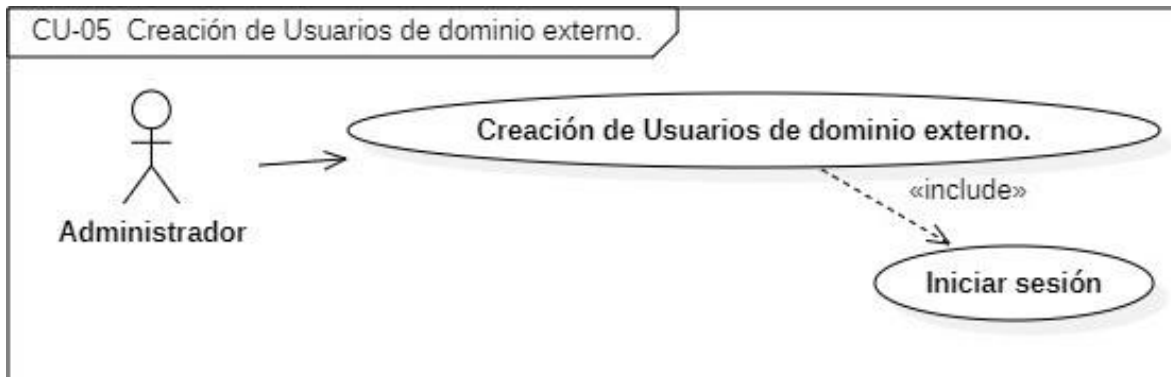 CU-05 Creación de Usuarios de dominio externo.
Creación de Usuarios de dominio externo.
«include»
Administrador
Iniciar sesión